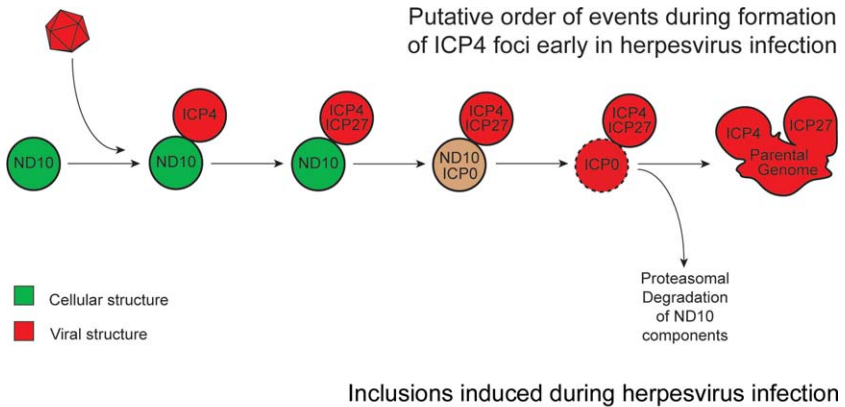 Putative order of events during formation
of ICP4 foci early in herpesvirus infection
ND10
ICP4
ND10
ICP4
ICP27
ND10
ICP4
ICP27
ND10
ICP0
ICP4
ICP27
ICP0
ICP4
ICP27
Parental
Genome
Proteasomal
Degradation
of ND10
components
Cellular structure
Viral structure
Inclusions induced during herpesvirus infection